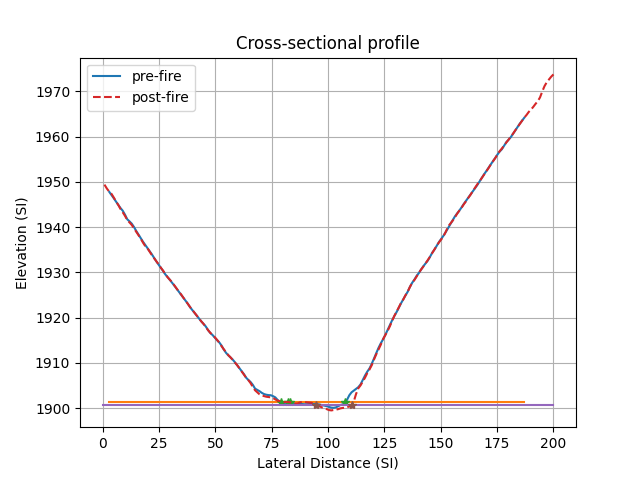 Cross-sectional profile
pre-fire
post-fire
1970
1960
1950
1940
1930
1920
1910
1900
Elevation (SI)
0 25 50 75 100 125 150 175 200
Lateral Distance (SI)